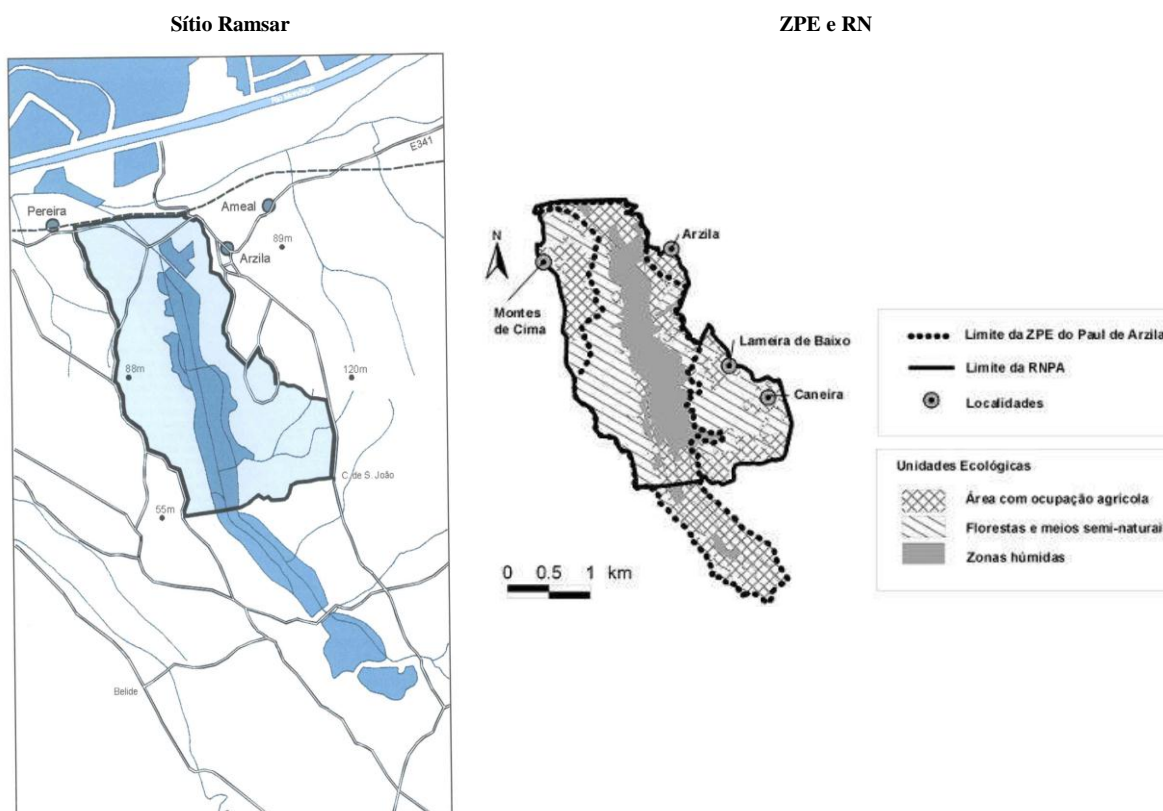 Sítio Ramsar
ZPE e RN
Rio Mondego
E341
Pereira
Ameal
Arzila
89m
88m
120m
C. de S. João
55m
Belide
N
Arzila
Montes
de Cima
Lameira de Baixo
Caneira
0 0.5 1 km
Limite da ZPE do Paul de Arzila
Limite da RNPA
Localidades
Unidades Ecológicas
Área com ocupação agrícola
Florestas e meios semi-naturai
Zonas húmidas